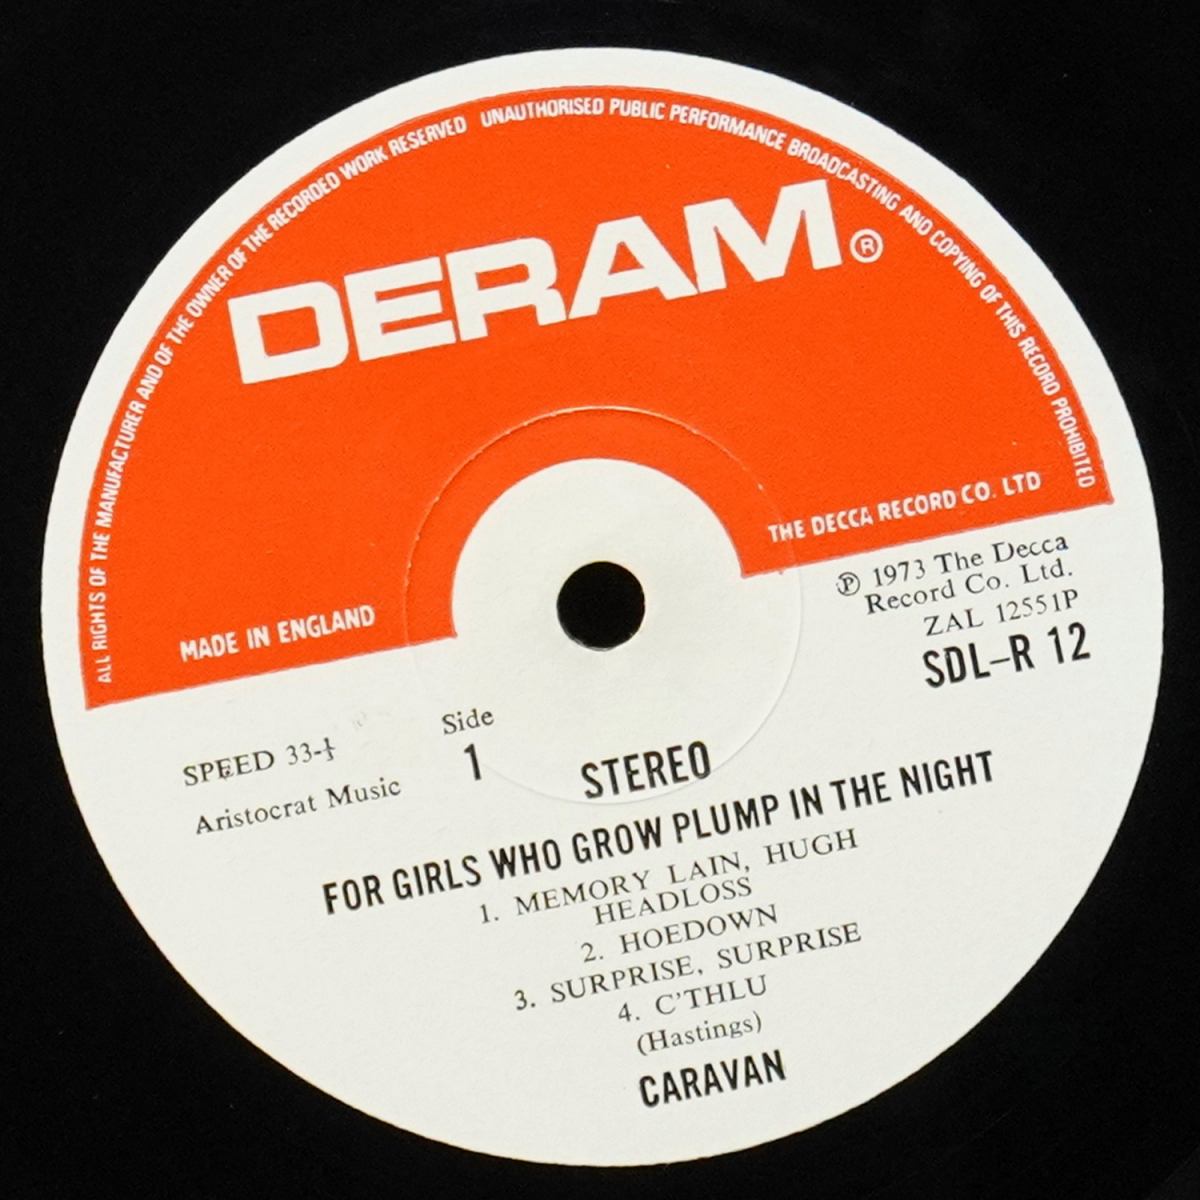 ALL RIGHTS OF THE MANUFACTURER AND OF THE OWNER OF THE RECORDED WORK RESERVED UNAUTHORISED PUBLIC PERFORMANCE BROADCASTING AND COPYING OF THIS RECORD PROHIBITED
DERAM®
THE DECCA RECORD CO. LTD
MADE IN ENGLAND
℗ 1973 The Decca
Record Co. Ltd.
ZAL 12551P
SDL–R 12
SPEED 33-⅓
Aristocrat Music
Side
1
STEREO
FOR GIRLS WHO GROW PLUMP IN THE NIGHT
1. MEMORY LAIN, HUGH
HEADLOSS
2. HOEDOWN
3. SURPRISE, SURPRISE
4. C'THLU
(Hastings)
CARAVAN